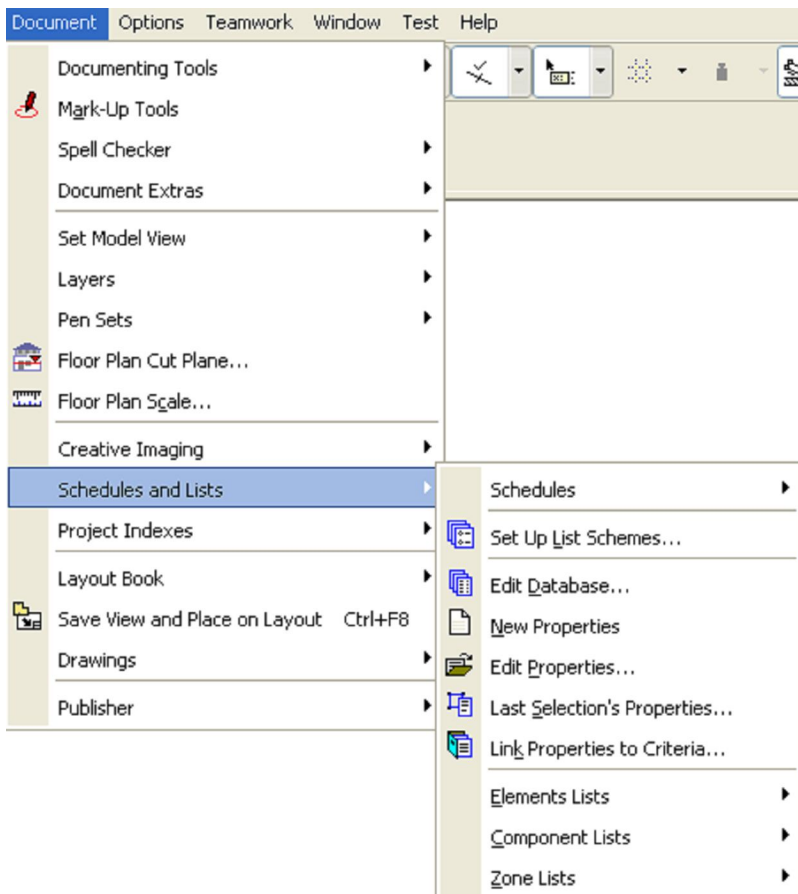 Document Options Teamwork Window Test Help
Documenting Tools
Mark-Up Tools
Spell Checker
Document Extras
Set Model View
Layers
Pen Sets
Floor Plan Cut Plane...
Floor Plan Scale...
Creative Imaging
Schedules and Lists
Project Indexes
Layout Book
Save View and Place on Layout Ctrl+F8
Drawings
Publisher
Schedules
Set Up List Schemes...
Edit Database...
New Properties
Edit Properties...
Last Selection's Properties...
Link Properties to Criteria...
Elements Lists
Component Lists
Zone Lists